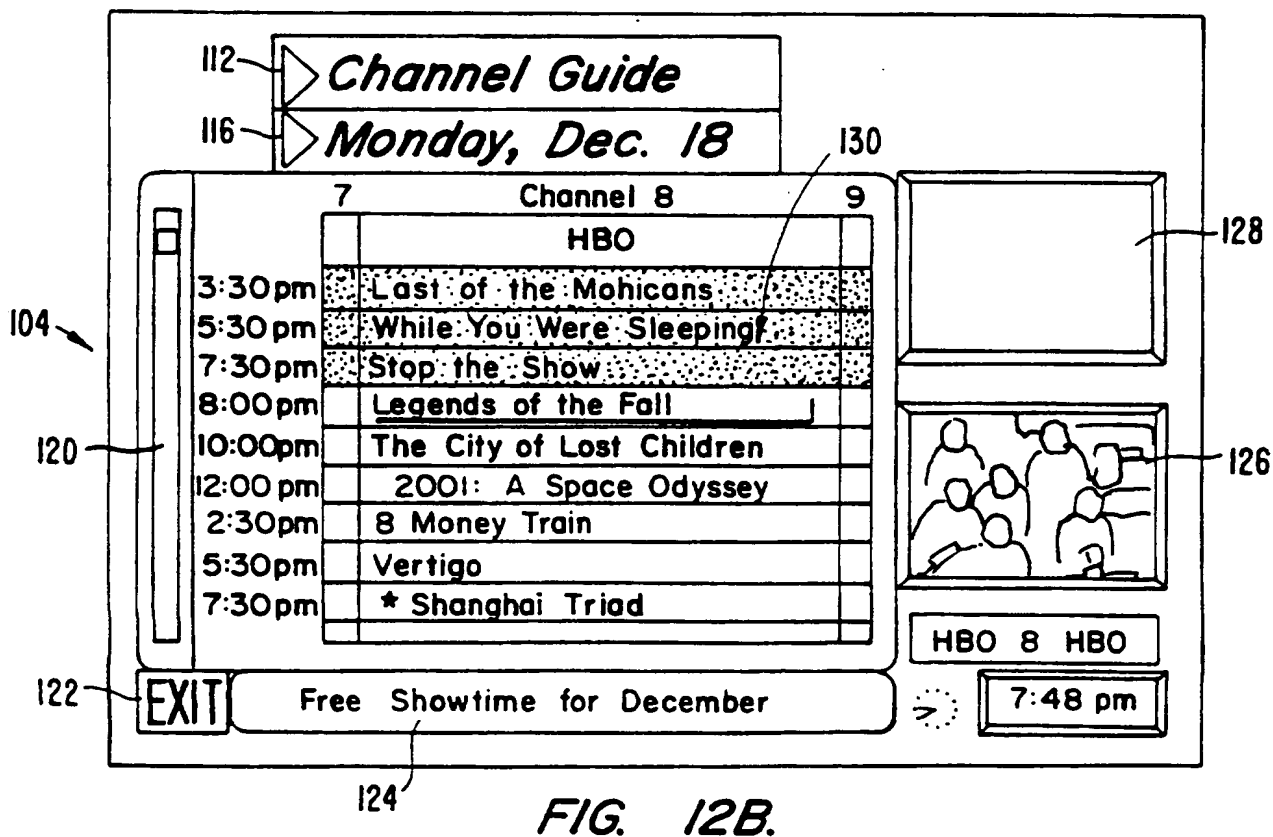 112 Channel Guide
116 Monday, Dec. 18
130
7 Channel 8 9
HBO
128
3:30pm Last of the Mohicans
104
5:30pm While You Were Sleeping
7:30pm Stop the Show
8:00pm Legends of the Fall
120
10:00pm The City of Lost Children
126
12:00 pm 2001: A Space Odyssey
2:30pm 8 Money Train
5:30pm Vertigo
7:30pm * Shanghai Triad
HBO 8 HBO
122 EXIT Free Showtime for December 7:48 pm
124
FIG. 12B.